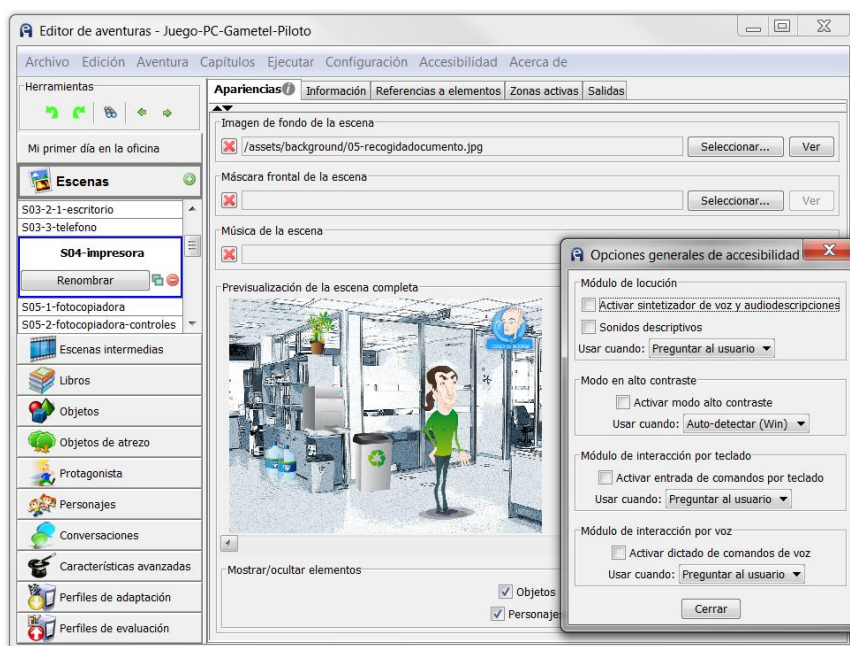 Editor de aventuras - Juego-PC-Gametel-Piloto
Archivo Edición Aventura Capítulos Ejecutar Configuración Accesibilidad Acerca de
Herramientas
Mi primer día en la oficina
Escenas
S03-2-1-escritorio
S03-3-telefono
S04-impresora
Renombrar
S05-1-fotocopiadora
S05-2-fotocopiadora-controles
Escenas intermedias
Libros
Objetos
Objetos de atrezo
Protagonista
Personajes
Conversaciones
Características avanzadas
Perfiles de adaptación
Perfiles de evaluación
Apariencias Información Referencias a elementos Zonas activas Salidas
Imagen de fondo de la escena
/assets/background/05-recogidadocumento.jpg Seleccionar... Ver
Máscara frontal de la escena
Seleccionar... Ver
Música de la escena
Previsualización de la escena completa
Mostrar/ocultar elementos
Objetos
Personajes
Opciones generales de accesibilidad
Módulo de locución
Activar sintetizador de voz y audiodescripciones
Sonidos descriptivos
Usar cuando: Preguntar al usuario
Modo en alto contraste
Activar modo alto contraste
Usar cuando: Auto-detectar (Win)
Módulo de interacción por teclado
Activar entrada de comandos por teclado
Usar cuando: Preguntar al usuario
Módulo de interacción por voz
Activar dictado de comandos de voz
Usar cuando: Preguntar al usuario
Cerrar